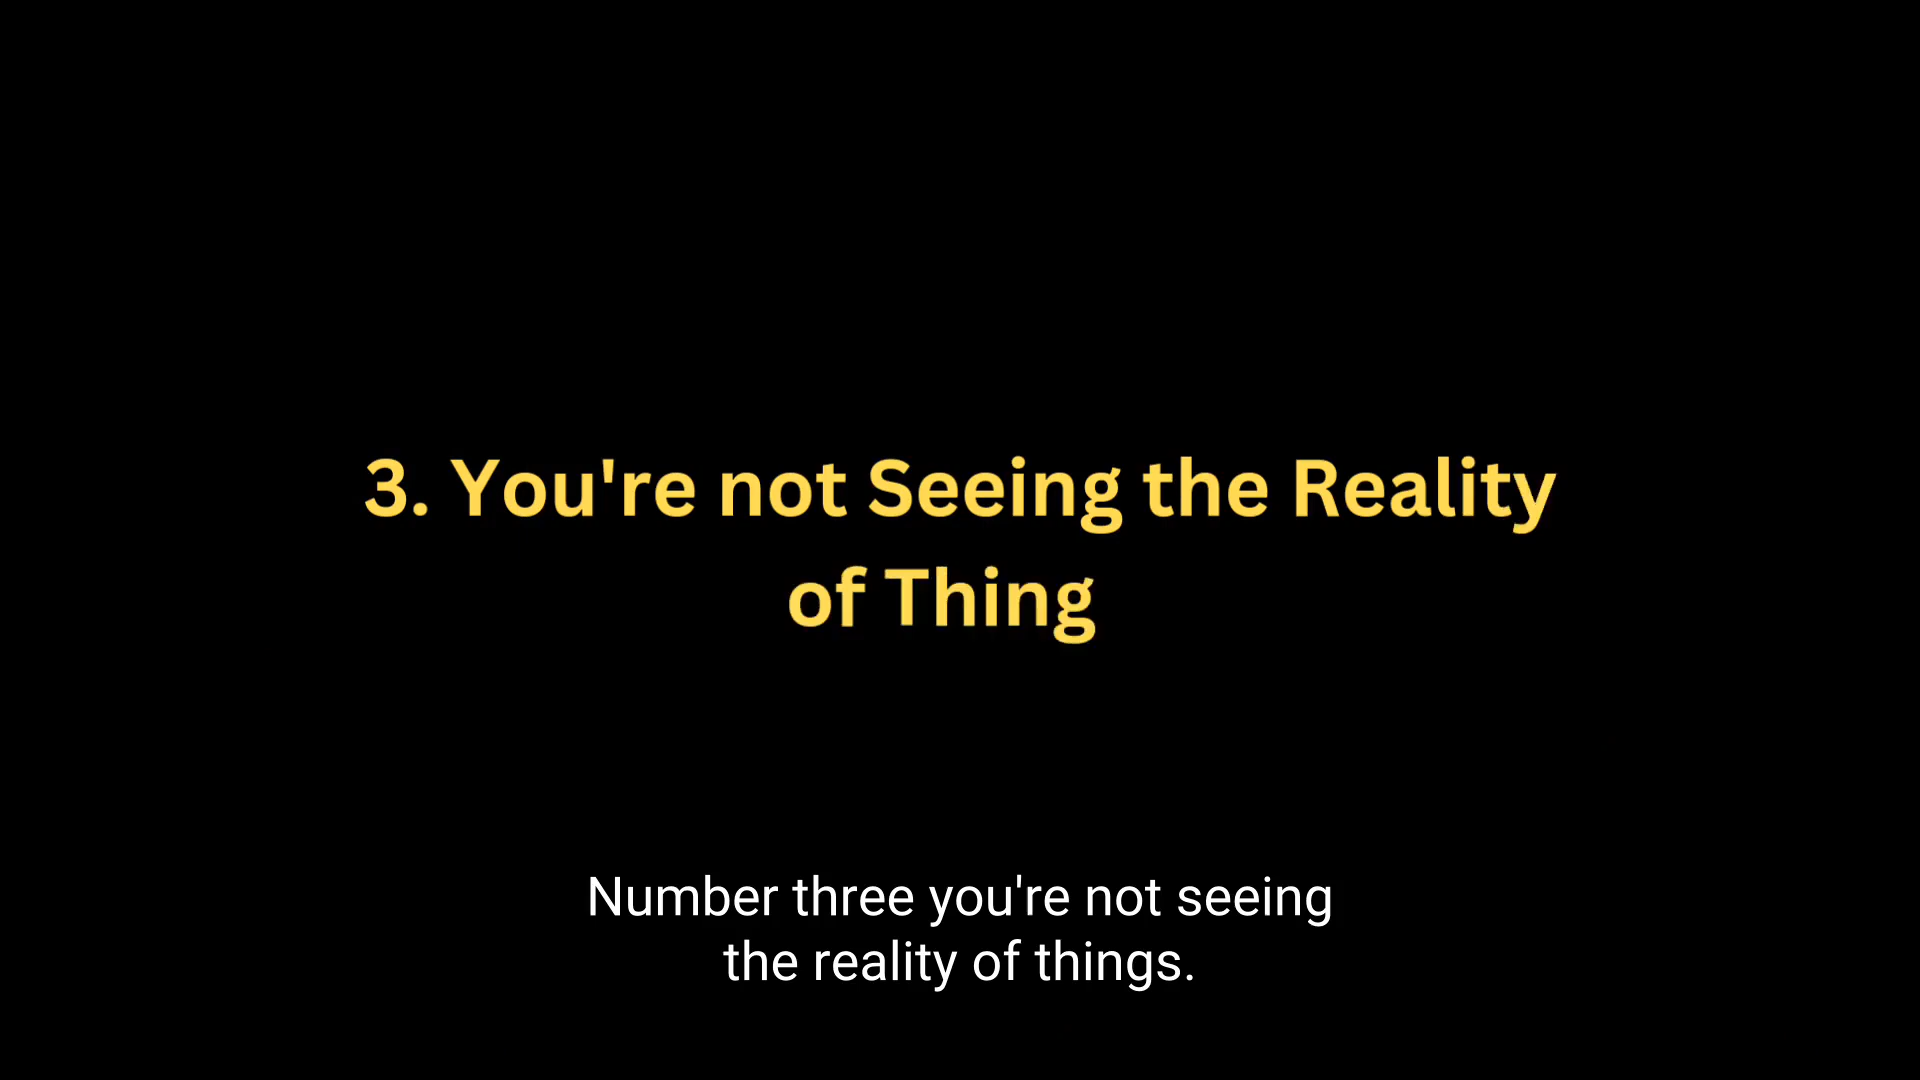 3. You're not Seeing the Reality
of Thing
Number three you're not seeing
the reality of things.